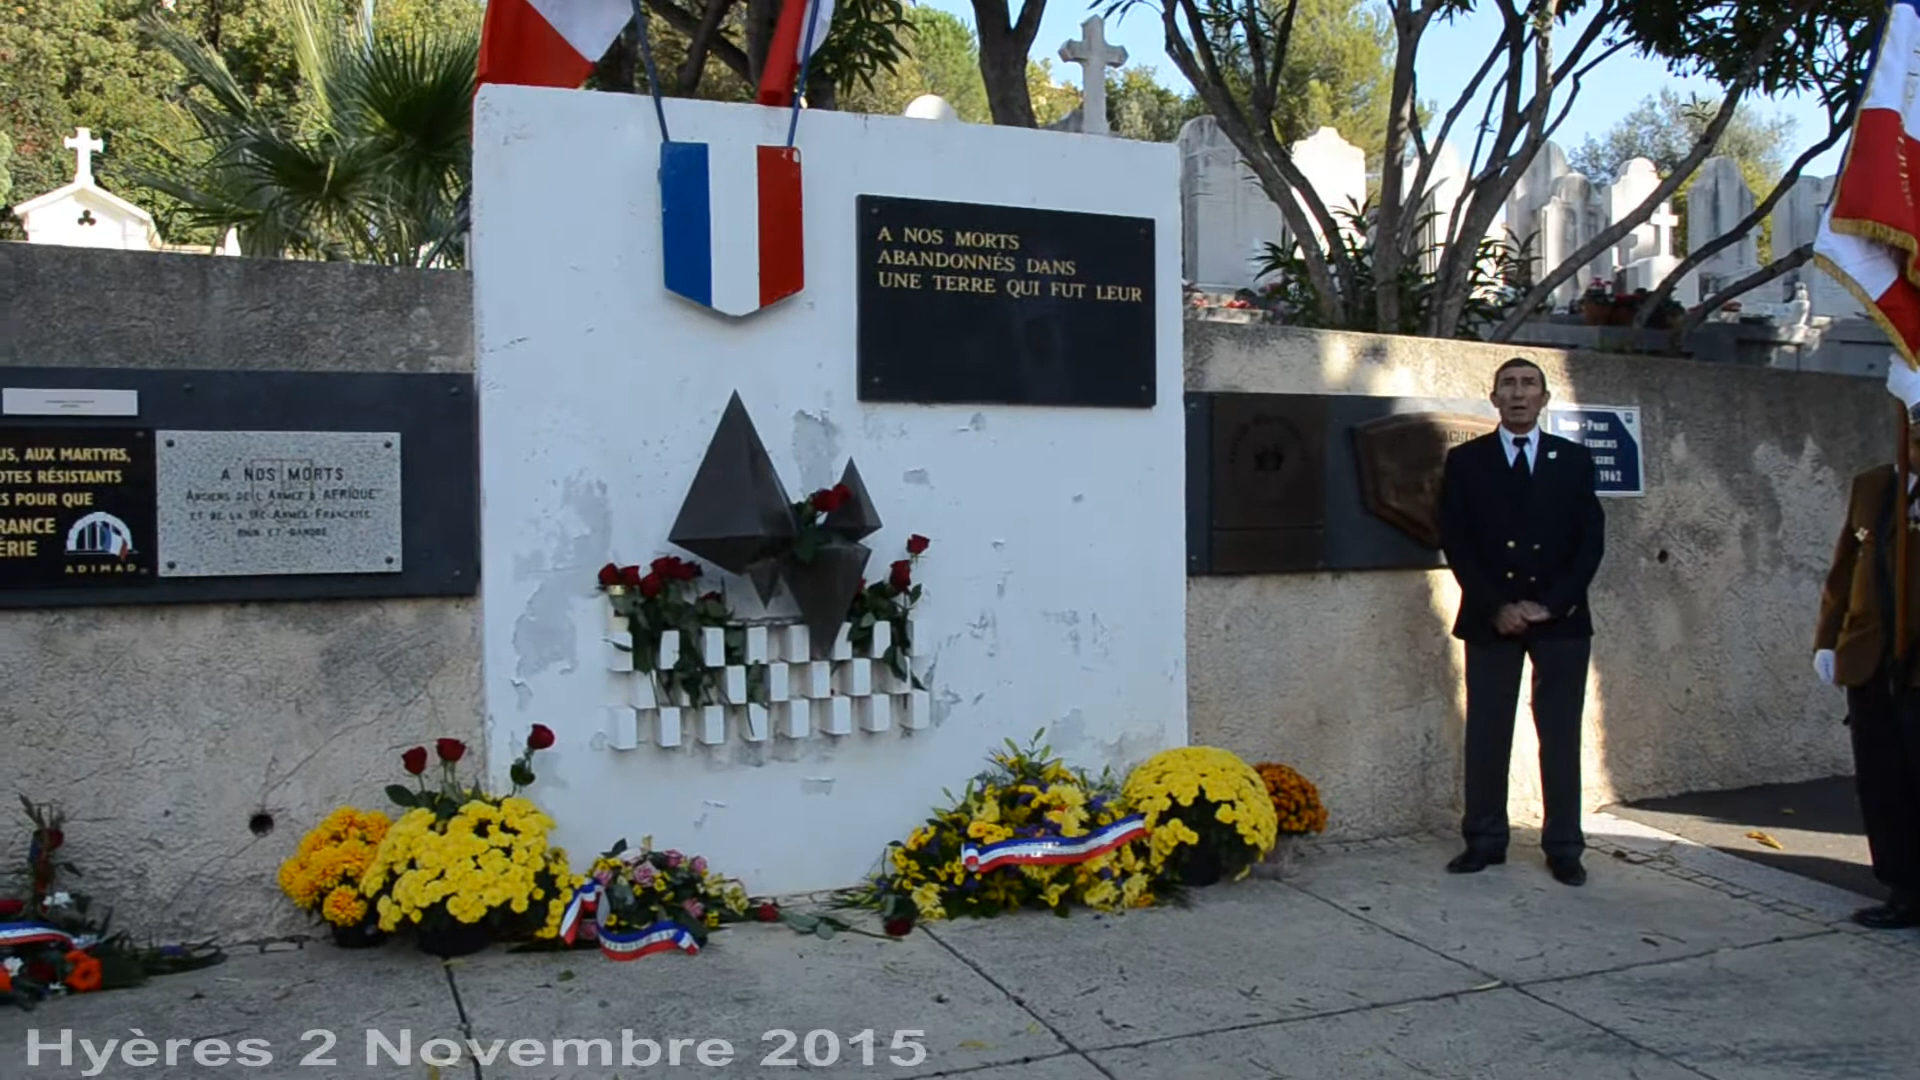 A NOS MORTS
ABANDONNÉS DANS
UNE TERRE QUI FUT LEUR
US, AUX MARTYRS,
OTES RÉSISTANTS
S POUR QUE
RANCE
ÉRIE
ADIMAD
A NOS MORTS
ANCIENS DE L'ARMÉE D'AFRIQUE
ET DE LA ARMÉE FRANÇAISE
FRANCAIS
1962
Hyères 2 Novembre 2015